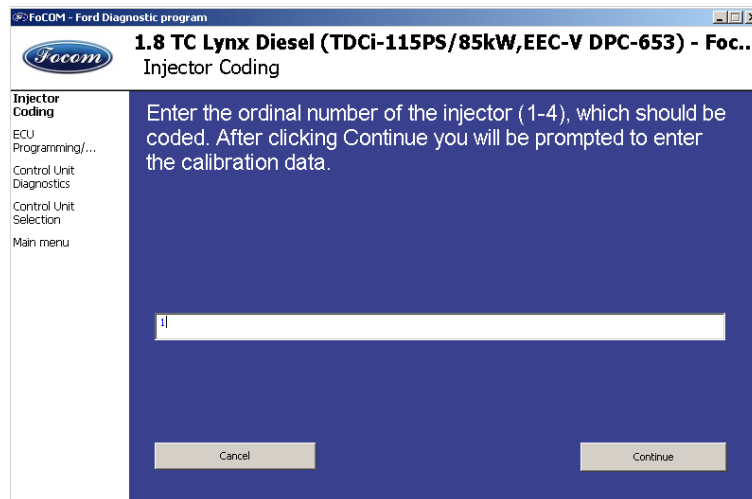 FoCOM - Ford Diagnostic program
Focom
1.8 TC Lynx Diesel (TDCi-115PS/85kW,EEC-V DPC-653) - Foc..
Injector Coding
Injector
Coding
ECU
Programming/...
Control Unit
Diagnostics
Control Unit
Selection
Main menu
Enter the ordinal number of the injector (1-4), which should be
coded. After clicking Continue you will be prompted to enter
the calibration data.
1
Cancel
Continue